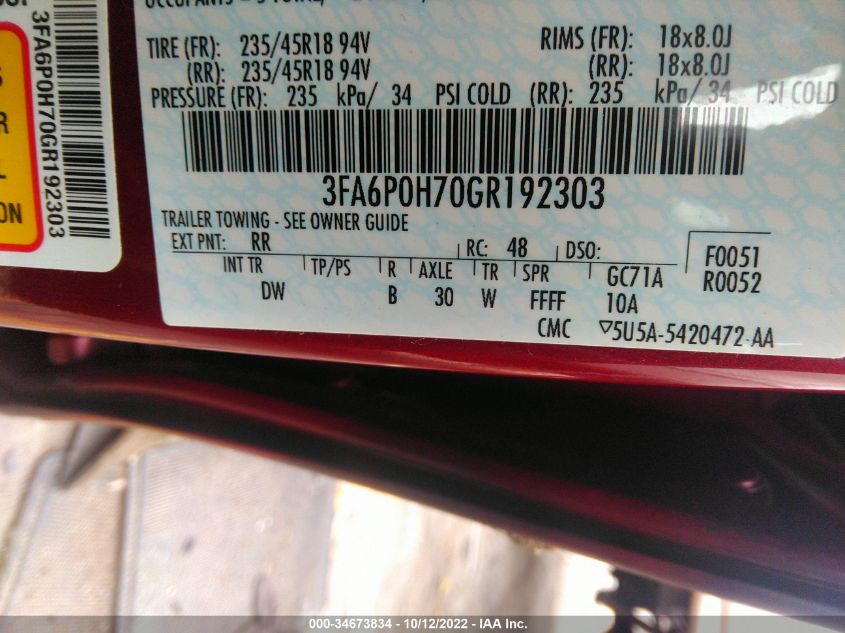 3FA6P0H70GR192303
TIRE (FR): 235/45R18 94V RIMS (FR): 18x8.0J
(RR): 235/45R18 94V (RR): 18x8.0J
PRESSURE (FR): 235 kPa/ 34 PSI COLD (RR): 235 kPa/ 34 PSI COLD
3FA6P0H70GR192303
TRAILER TOWING - SEE OWNER GUIDE
EXT PNT: RR RC: 48 DSO: F0051
INT TR TP/PS R AXLE TR SPR GC71A R0052
DW B 30 W FFFF 10A
CMC ▽5U5A-5420472-AA
000-34673834 - 10/12/2022 - IAA Inc.